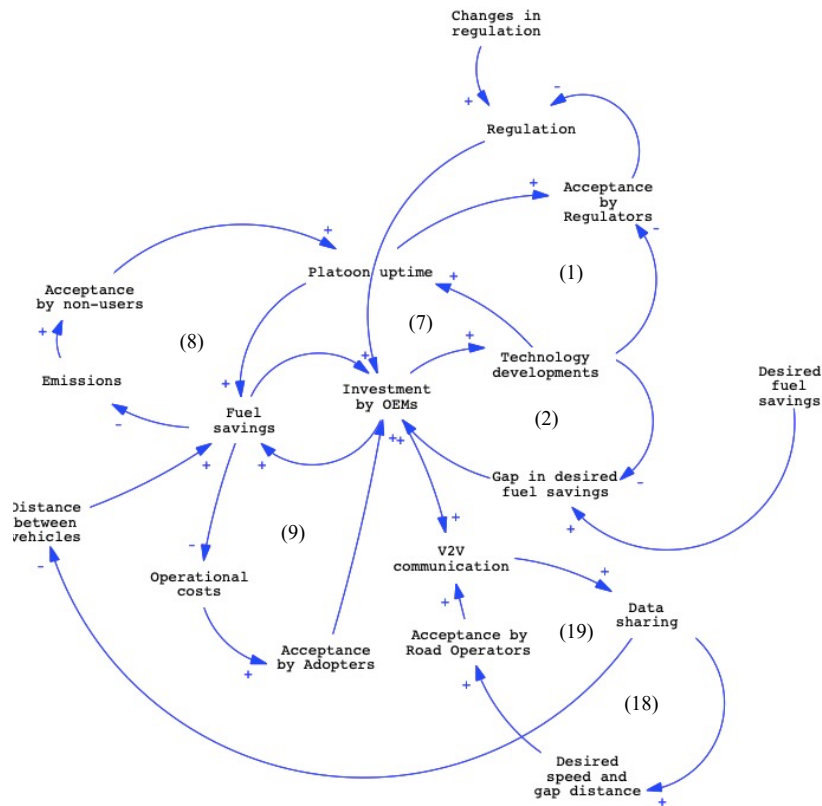 Changes in
regulation
-
+
Regulation
Acceptance
by
Regulators
+
-
+
(1)
Platoon uptime
+
Acceptance
by non-users
+
(8)
(7)
+
Technology
developments
+
Emissions
+
Investment
by OEMs
Desired
fuel
savings
-
Fuel
savings
(2)
+
+
++
Gap in desired
fuel savings
-
+
Distance
between
vehicles
-
(9)
-
+
V2V
communication
+
Operational
costs
+
Acceptance
by Adopters
+
Acceptance by
Road Operators
+
(19)
Data
sharing
(18)
Desired
speed and
gap distance
+